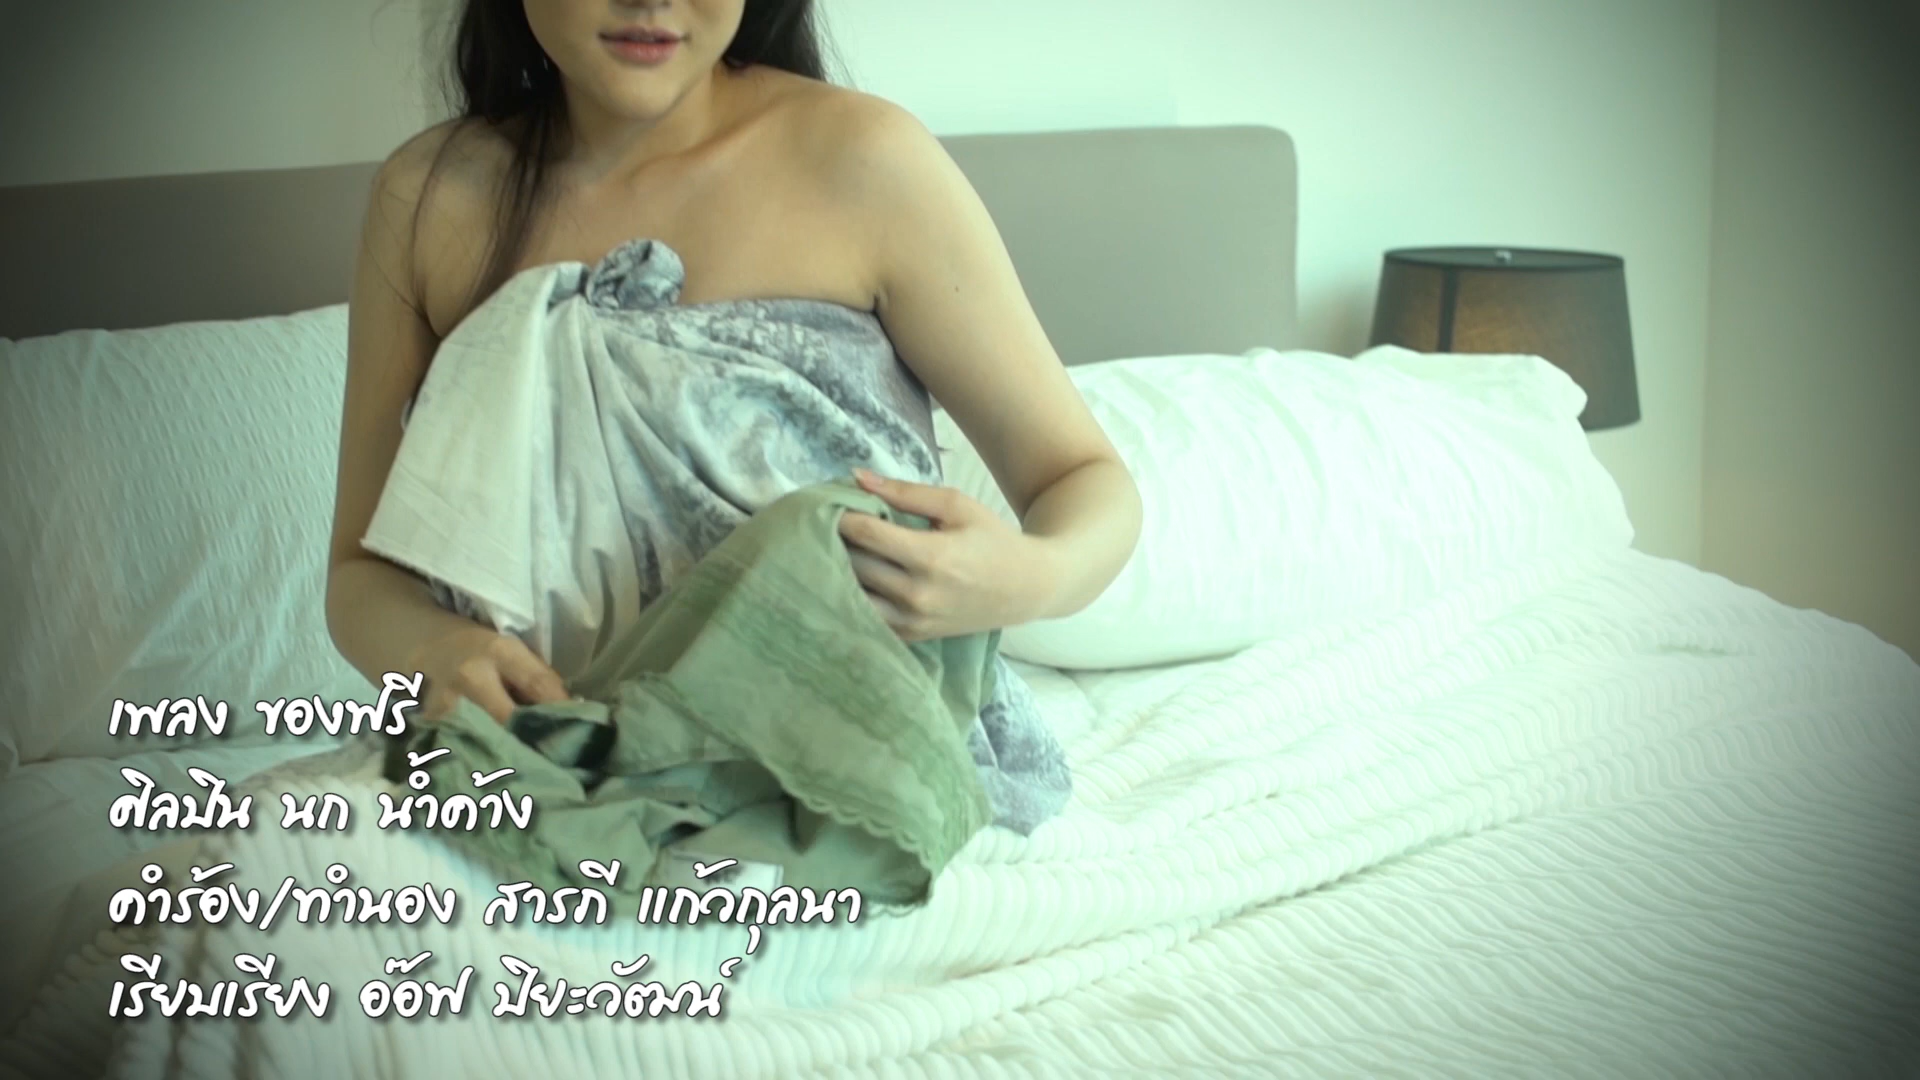 เพลง ของฟรี
ศิลปิน นก น้ำค้าง
คำร้อง/ทำนอง สารภี แก้วกุลนา
เรียบเรียง อ๊อฟ ปิยะวัฒน์